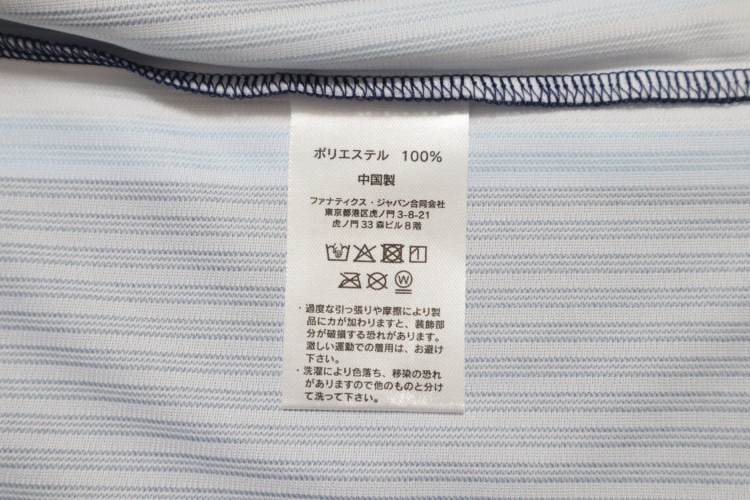 ポリエステル 100%
中国製
ファナティクス・ジャパン合同会社
東京都港区虎ノ門 3-8-21
虎ノ門 33 森ビル 8 階
W
・過度な引っ張りや摩擦により製
品に力が加わりますと、装飾部
分が破損する恐れがあります。
激しい運動での着用は、お避け
下さい。
・洗濯により色落ち、移染の恐れ
がありますので他のものと分け
て洗って下さい。